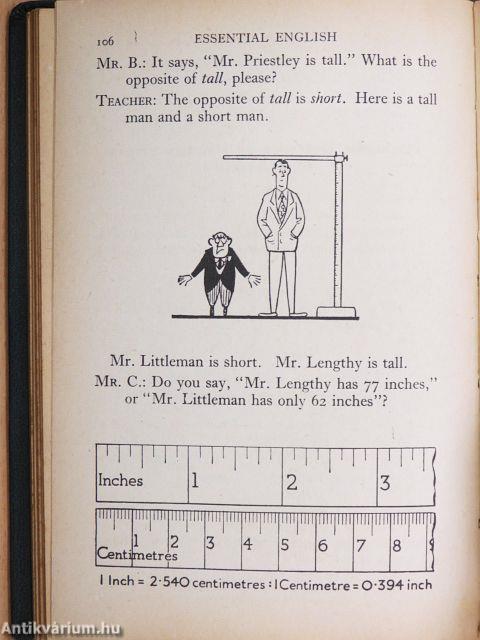 106 ESSENTIAL ENGLISH
MR. B.: It says, "Mr. Priestley is tall." What is the
opposite of tall, please?
TEACHER: The opposite of tall is short. Here is a tall
man and a short man.
Mr. Littleman is short. Mr. Lengthy is tall.
MR. C.: Do you say, "Mr. Lengthy has 77 inches,"
or "Mr. Littleman has only 62 inches"?
Inches 1 2 3
Centimetres 1 2 3 4 5 6 7 8
1 Inch = 2·540 centimetres : 1 Centimetre = 0·394 inch
Antikvárium.hu